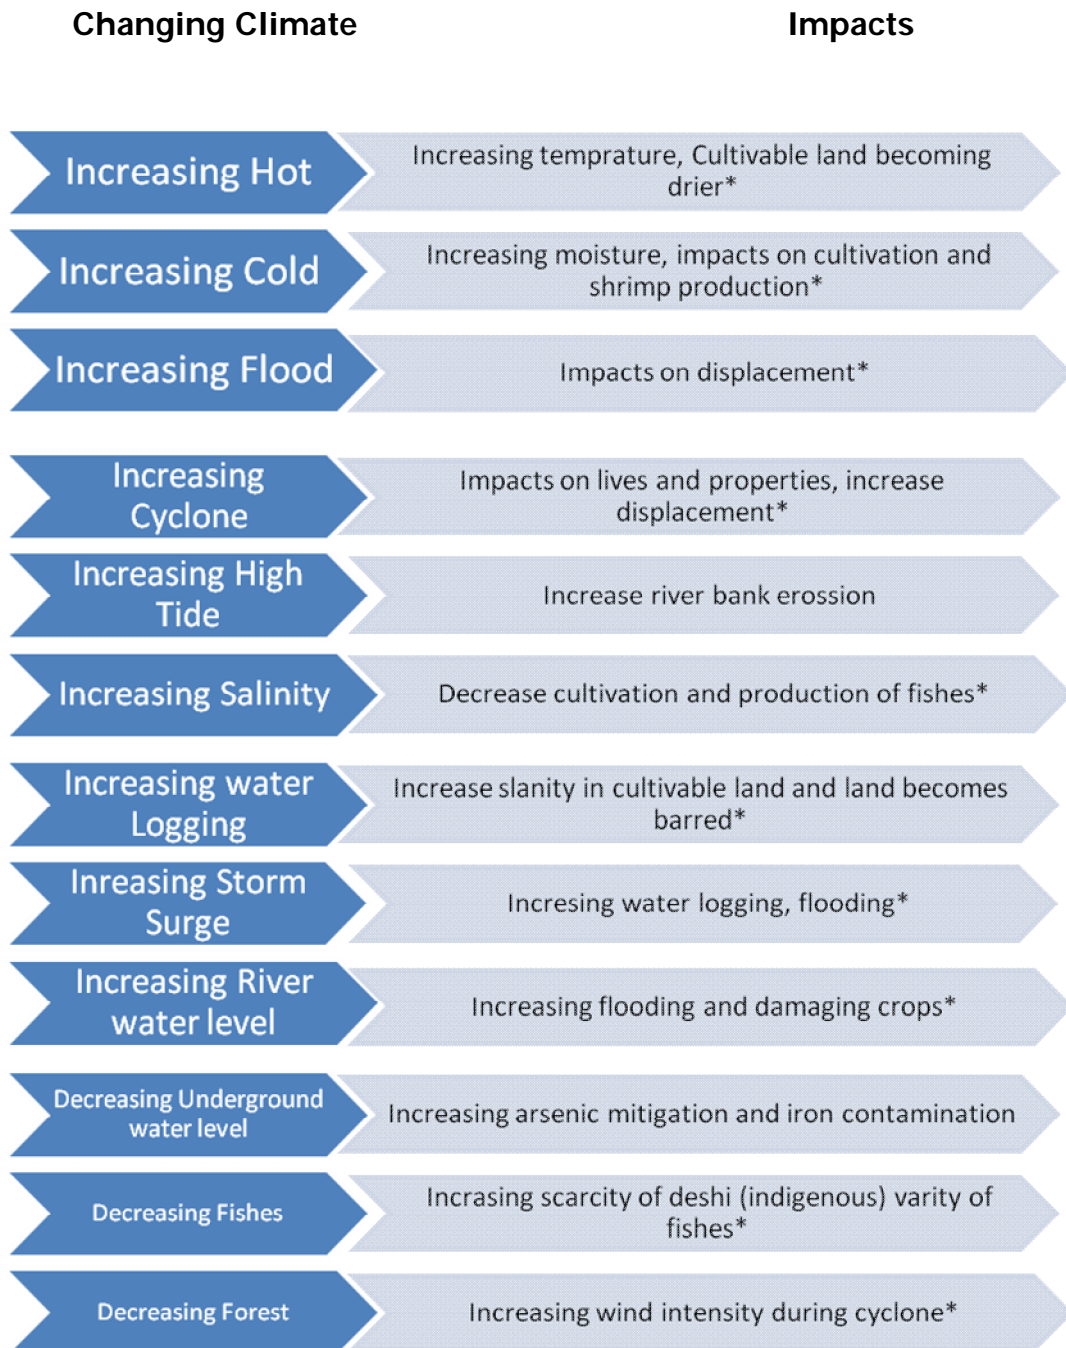 Changing Climate
Impacts
Increasing Hot
Increasing temprature, Cultivable land becoming
drier*
Increasing Cold
Increasing moisture, impacts on cultivation and
shrimp production*
Increasing Flood
Impacts on displacement*
Increasing
Cyclone
Impacts on lives and properties, increase
displacement*
Increasing High
Tide
Increase river bank erossion
Increasing Salinity
Decrease cultivation and production of fishes*
Increasing water
Logging
Increase slanity in cultivable land and land becomes
barred*
Inreasing Storm
Surge
Incresing water logging, flooding*
Increasing River
water level
Increasing flooding and damaging crops*
Decreasing Underground
water level
Increasing arsenic mitigation and iron contamination
Decreasing Fishes
Incrasing scarcity of deshi (indigenous) varity of
fishes*
Decreasing Forest
Increasing wind intensity during cyclone*